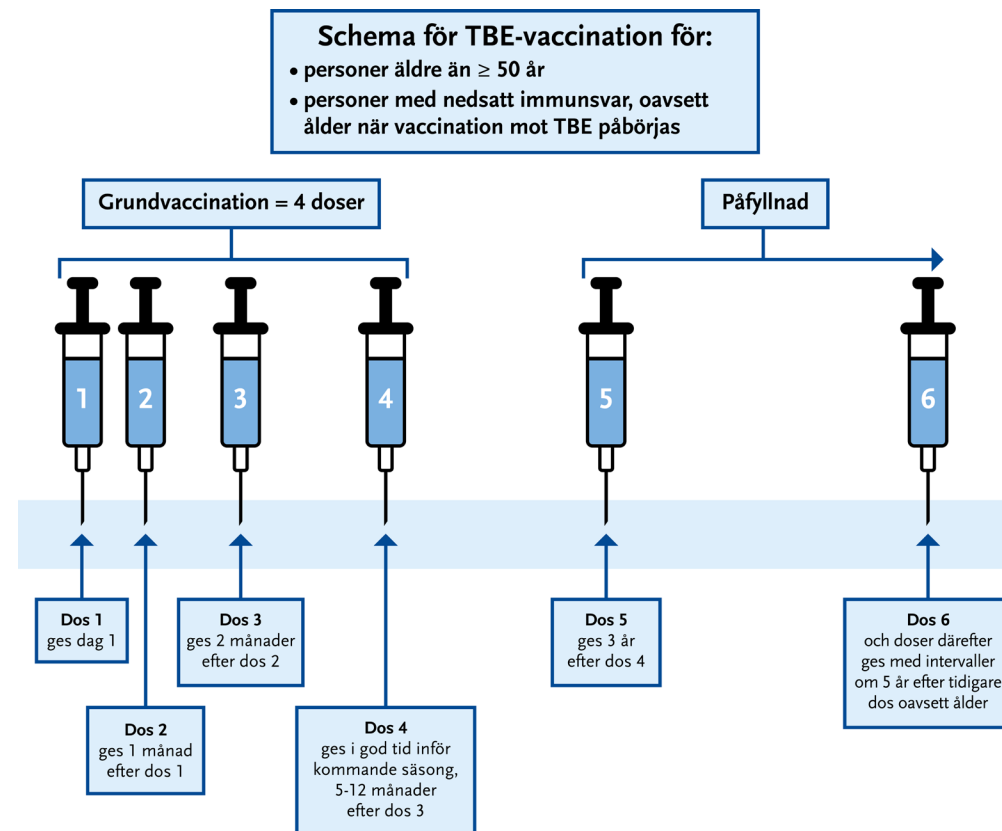 Schema för TBE-vaccination för:
• personer äldre än ≥ 50 år
• personer med nedsatt immunsvar, oavsett
ålder när vaccination mot TBE påbörjas
Grundvaccination = 4 doser
Påfyllnad
1
2
3
4
5
6
Dos 1
ges dag 1
Dos 2
ges 1 månad
efter dos 1
Dos 3
ges 2 månader
efter dos 2
Dos 4
ges i god tid inför
kommande säsong,
5-12 månader
efter dos 3
Dos 5
ges 3 år
efter dos 4
Dos 6
och doser därefter
ges med intervaller
om 5 år efter tidigare
dos oavsett ålder